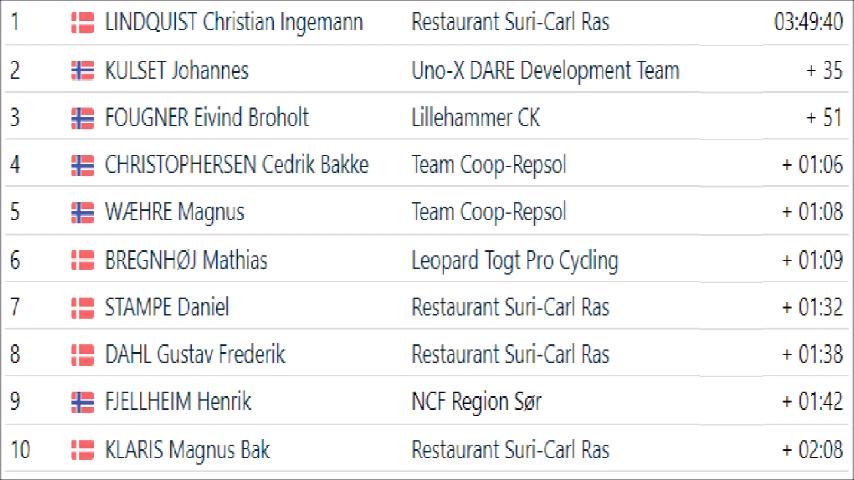 1 LINDQUIST Christian Ingemann Restaurant Suri-Carl Ras 03:49:40
2 KULSET Johannes Uno-X DARE Development Team + 35
3 FOUGNER Eivind Broholt Lillehammer CK + 51
4 CHRISTOPHERSEN Cedrik Bakke Team Coop-Repsol + 01:06
5 WÆHRE Magnus Team Coop-Repsol + 01:08
6 BREGNHØJ Mathias Leopard Togt Pro Cycling + 01:09
7 STAMPE Daniel Restaurant Suri-Carl Ras + 01:32
8 DAHL Gustav Frederik Restaurant Suri-Carl Ras + 01:38
9 FJELLHEIM Henrik NCF Region Sør + 01:42
10 KLARIS Magnus Bak Restaurant Suri-Carl Ras + 02:08